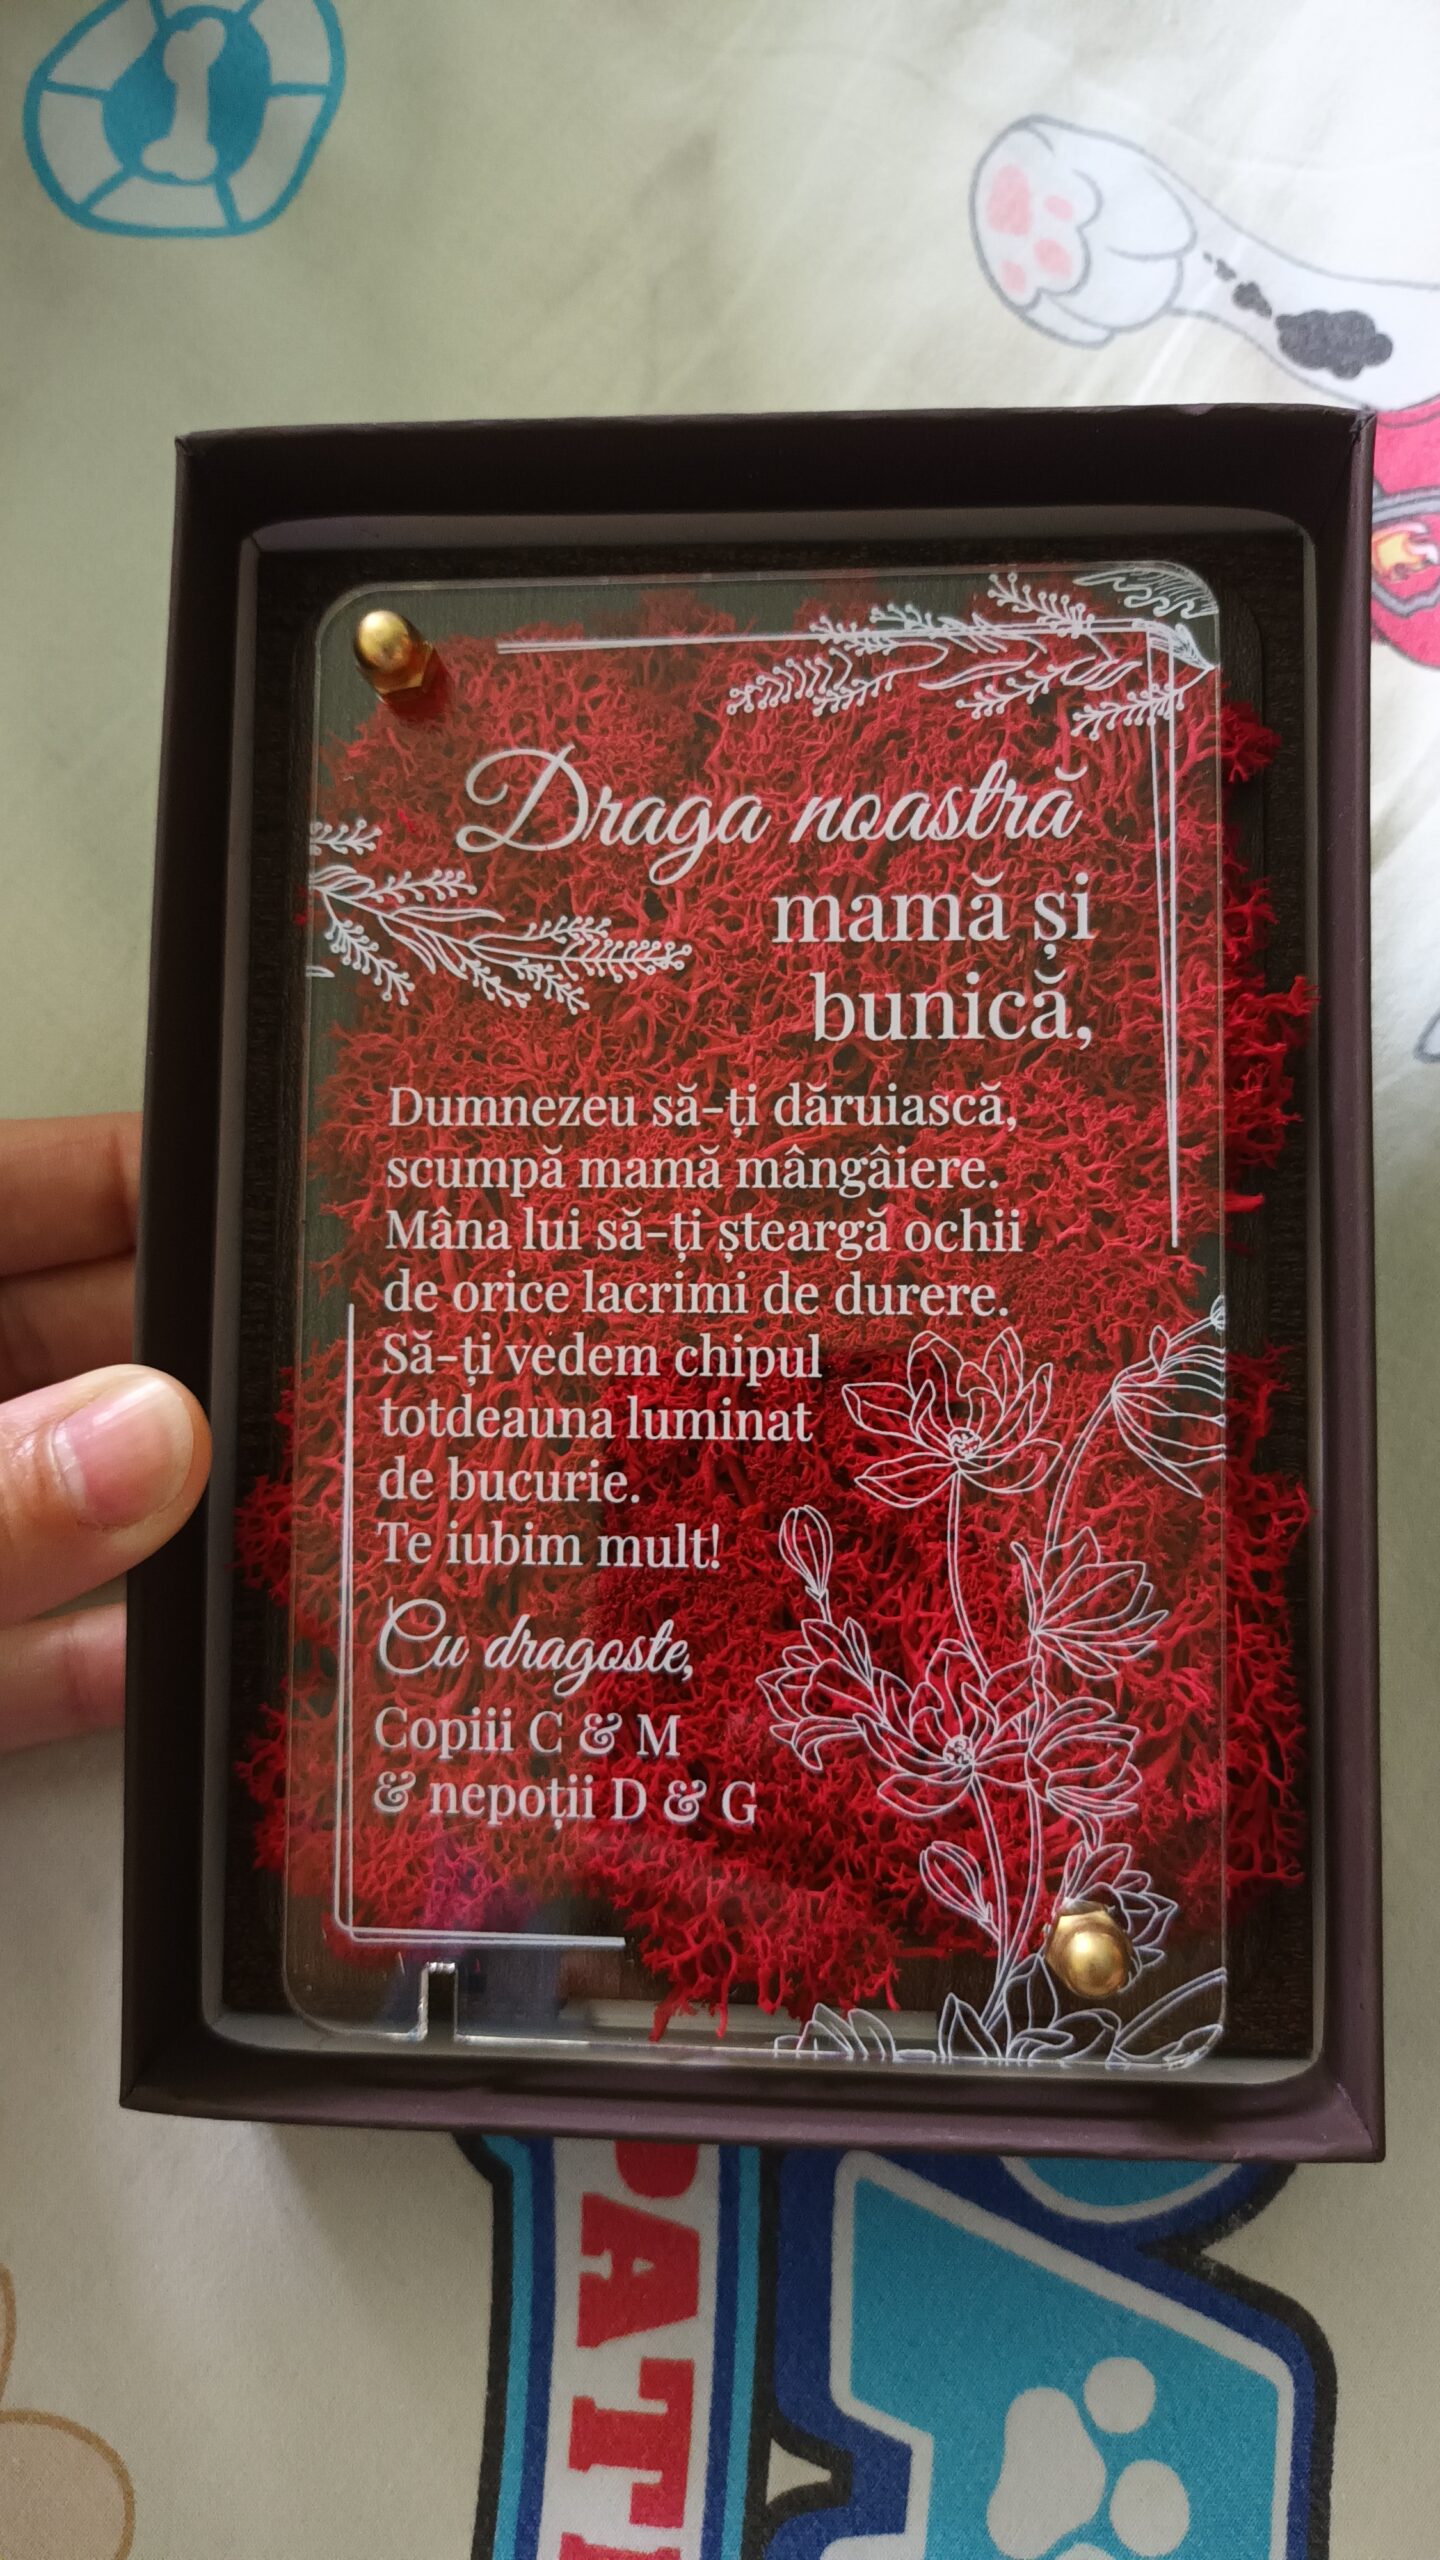 Draga noastră
mamă și
bunică,
Dumnezeu să-ți dăruiască,
scumpă mamă mângâiere.
Mâna lui să-ți șteargă ochii
de orice lacrimi de durere.
Să-ți vedem chipul
totdeauna luminat
de bucurie.
Te iubim mult!
Cu dragoste,
Copiii C & M
& nepoții D & G